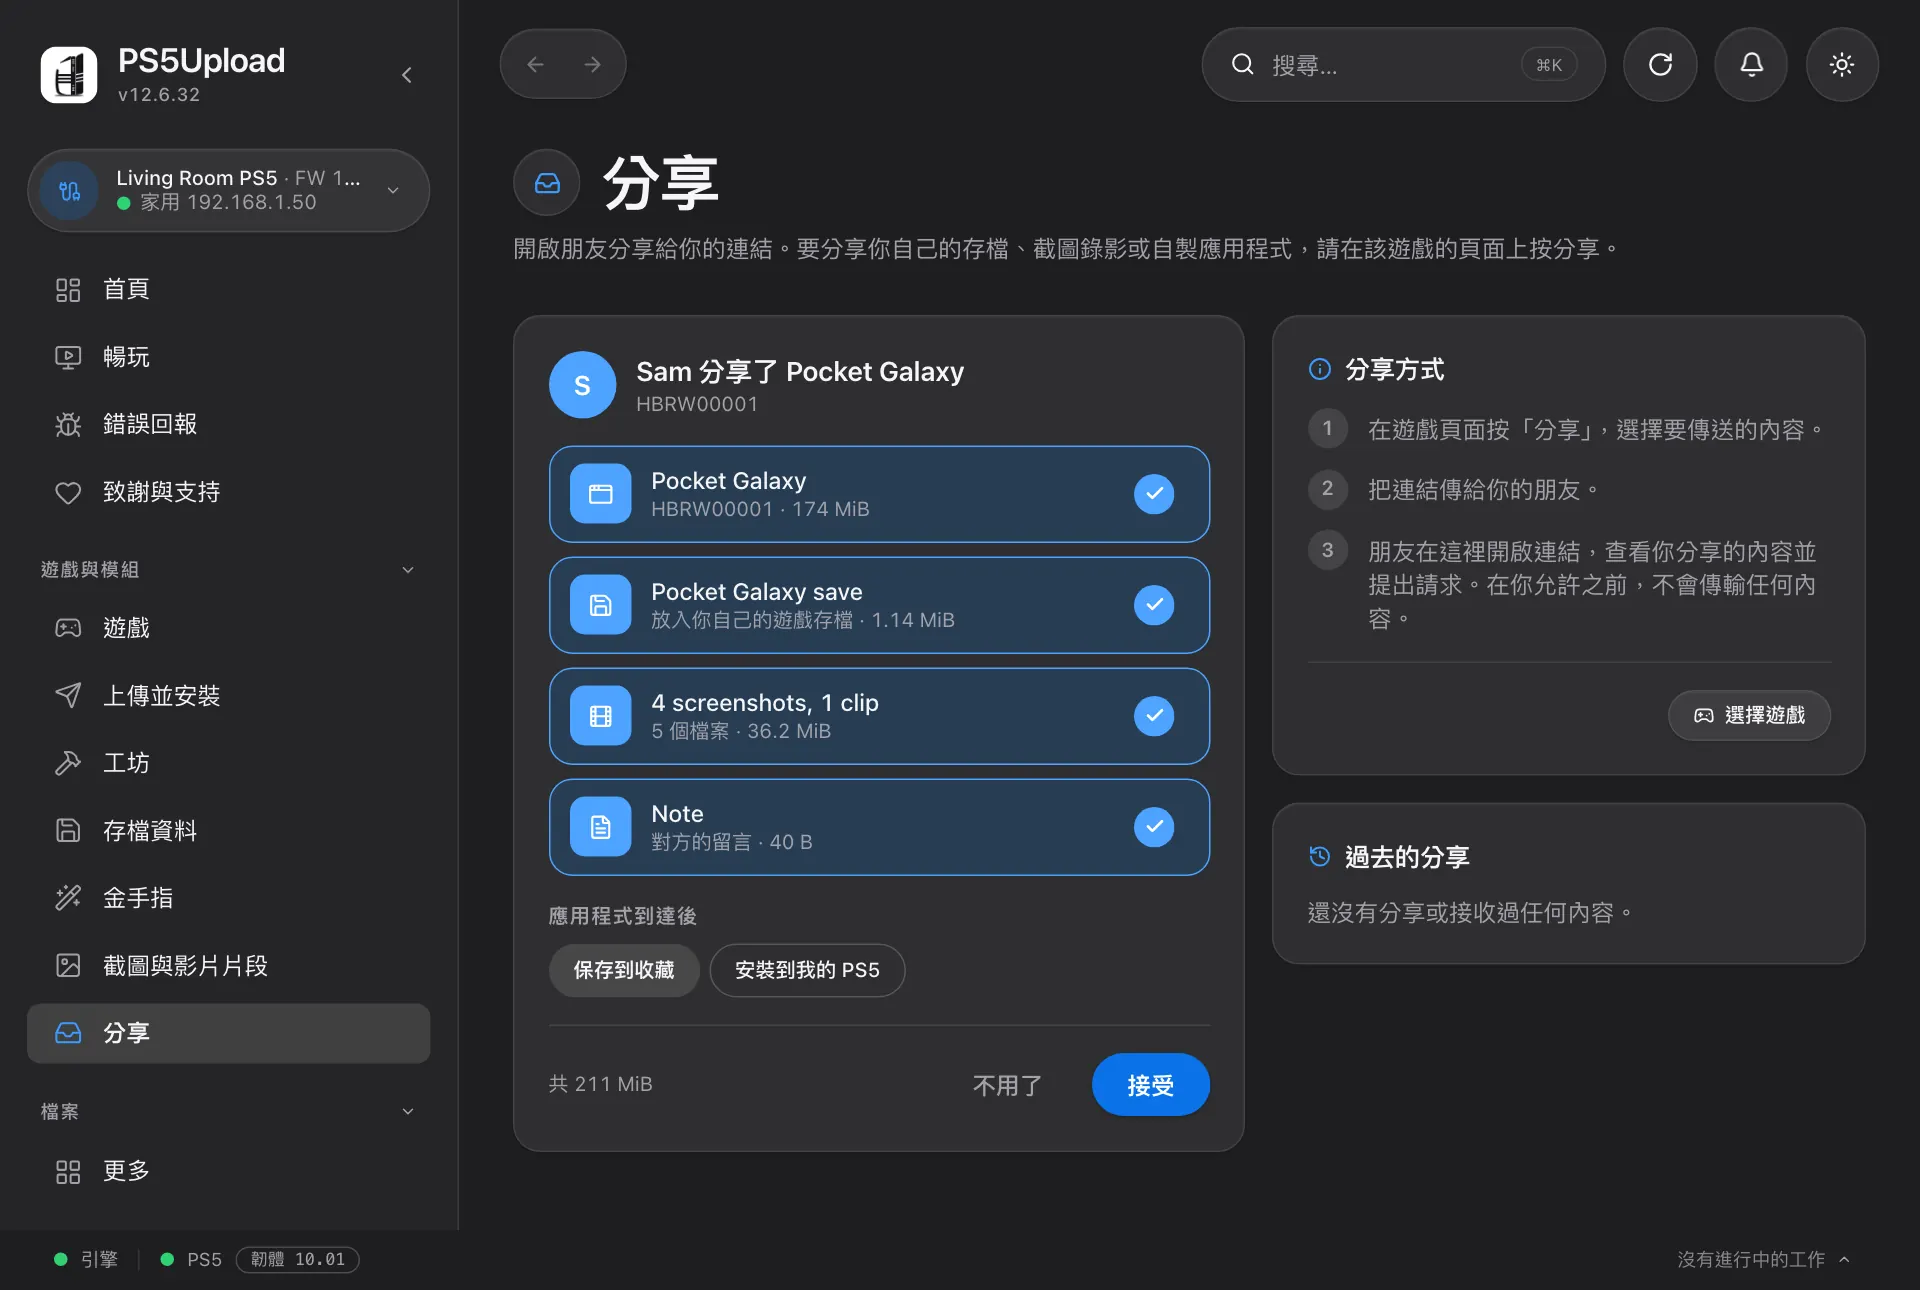 PS5Upload
v12.6.32
Living Room PS5 · FW 1...
家用 192.168.1.50
首頁
暢玩
錯誤回報
致謝與支持
遊戲與模組
遊戲
上傳並安裝
工坊
存檔資料
金手指
截圖與影片片段
分享
檔案
更多
搜尋...
⌘K
分享
開啟朋友分享給你的連結。要分享你自己的存檔、截圖錄影或自製應用程式，請在該遊戲的頁面上按分享。
S
Sam 分享了 Pocket Galaxy
HBRW00001
Pocket Galaxy
HBRW00001 · 174 MiB
Pocket Galaxy save
放入你自己的遊戲存檔 · 1.14 MiB
4 screenshots, 1 clip
5 個檔案 · 36.2 MiB
Note
對方的留言 · 40 B
應用程式到達後
保存到收藏
安裝到我的 PS5
共 211 MiB
不用了
接受
分享方式
1 在遊戲頁面按「分享」，選擇要傳送的內容。
2 把連結傳給你的朋友。
3 朋友在這裡開啟連結，查看你分享的內容並
提出請求。在你允許之前，不會傳輸任何內
容。
選擇遊戲
過去的分享
還沒有分享或接收過任何內容。
引擎
PS5
韌體 10.01
沒有進行中的工作